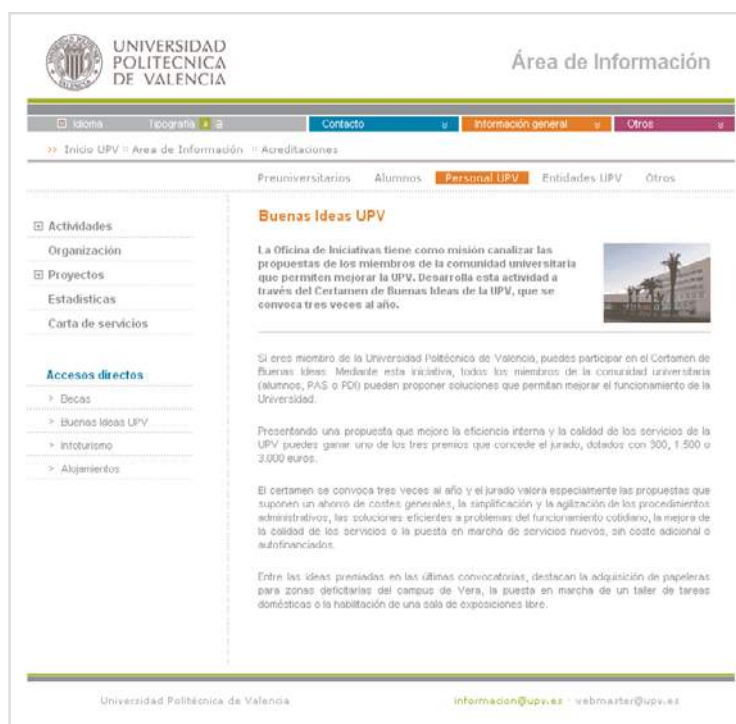 UNIVERSIDAD
POLITECNICA
DE VALENCIA
Área de Información
Idioma Tipografía a a
Contacto
Información general
Otros
>> Inicio UPV :: Area de Información :: Acreditaciones
Preuniversitarios Alumnos Personal UPV Entidades UPV Otros
Actividades
Organización
Proyectos
Estadisticas
Carta de servicios
Accesos directos
> Becas
> Buenas Ideas UPV
> Infoturismo
> Alojamientos
Buenas Ideas UPV
La Oficina de Iniciativas tiene como misión canalizar las
propuestas de los miembros de la comunidad universitaria
que permiten mejorar la UPV. Desarrolla esta actividad a
través del Certamen de Buenas Ideas de la UPV, que se
convoca tres veces al año.
Si eres miembro de la Universidad Politécnica de Valencia, puedes participar en el Certamen de
Buenas Ideas. Mediante esta iniciativa, todos los miembros de la comunidad universitaria
(alumnos, PAS o PDI) pueden proponer soluciones que permitan mejorar el funcionamiento de la
Universidad.
Presentando una propuesta que mejore la eficiencia interna y la calidad de los servicios de la
UPV puedes ganar uno de los tres premios que concede el jurado, dotados con 300, 1.500 o
3.000 euros.
El certamen se convoca tres veces al año y el jurado valora especialmente las propuestas que
suponen un ahorro de costes generales, la simplificación y la agilización de los procedimientos
administrativos, las soluciones eficientes a problemas del funcionamiento cotidiano, la mejora de
la calidad de los servicios o la puesta en marcha de servicios nuevos, sin coste adicional o
autofinanciados.
Entre las ideas premiadas en las últimas convocatorias, destacan la adquisición de papeleras
para zonas deficitarias del campus de Vera, la puesta en marcha de un taller de tareas
domésticas o la habilitación de una sala de exposiciones libre.
Universidad Politécnica de Valencia
informacion@upv.es · webmaster@upv.es